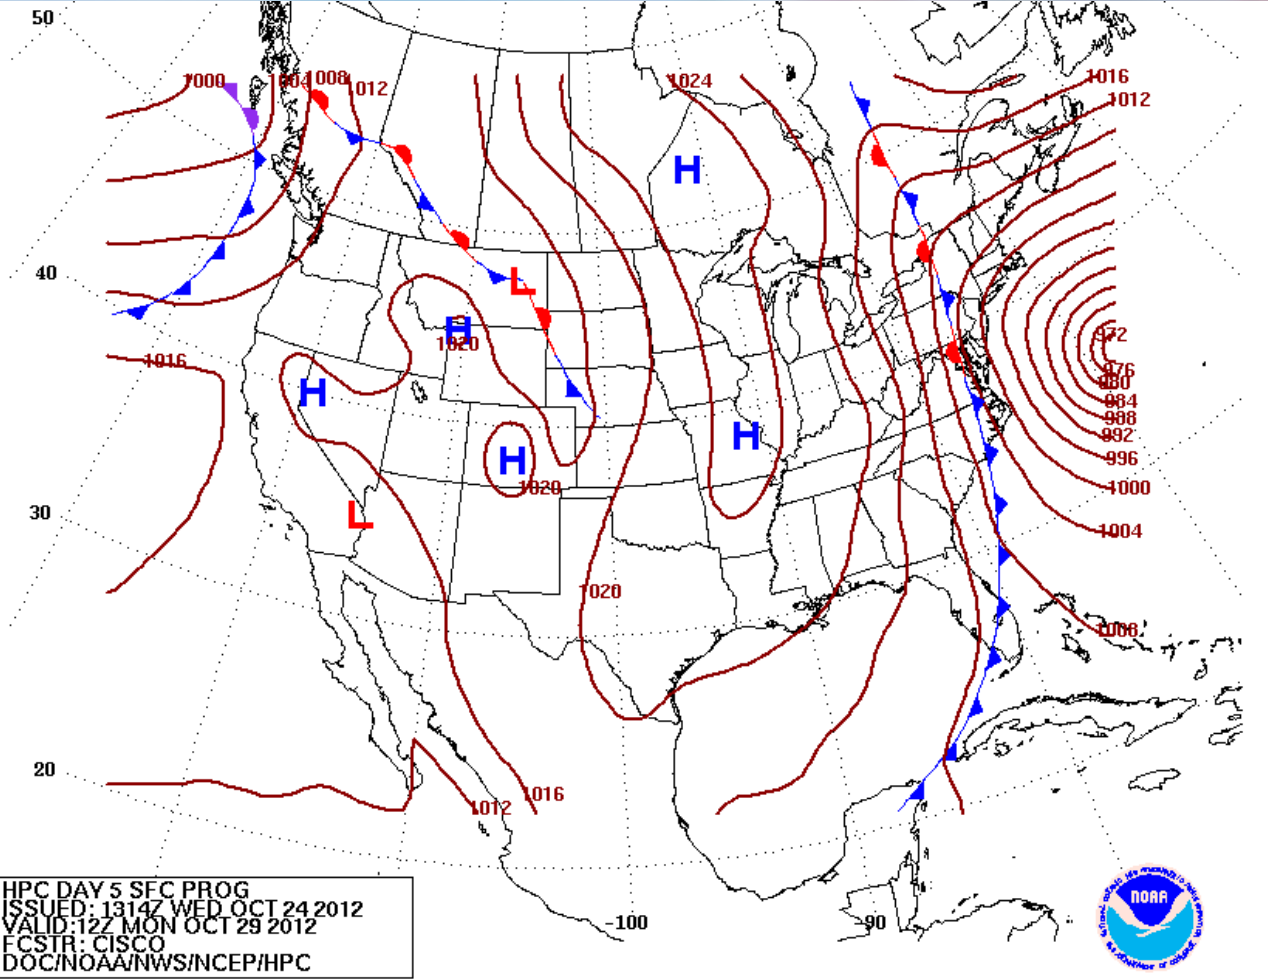 50
1000
1004
1008
1012
1024
1016
1012
H
40
H
L
1020
1016
H
H
H
972
976
980
984
988
992
996
1000
1004
1008
30
L
1020
1020
20
1012
1016
-100
-90
HPC DAY 5 SFC PROG
ISSUED: 1314Z WED OCT 24 2012
VALID:12Z MON OCT 29 2012
FCSTR: CISCO
DOC/NOAA/NWS/NCEP/HPC
NOAA